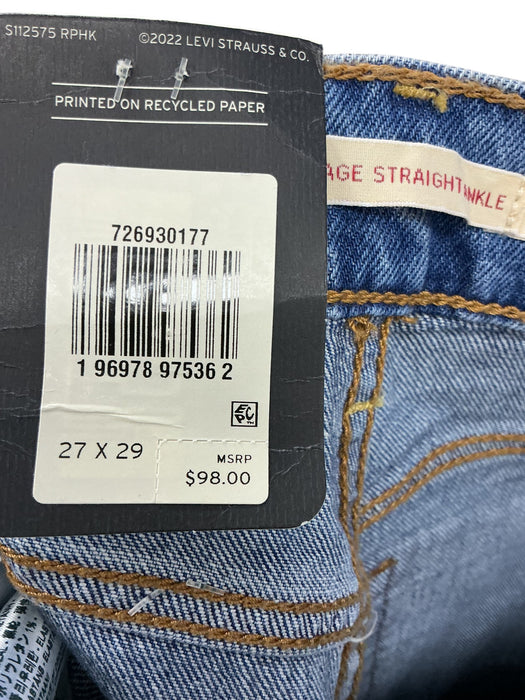 S112575 RPHK
©2022 LEVI STRAUSS & CO.
PRINTED ON RECYCLED PAPER
AGE STRAIGHT ANKLE
726930177
1 96978 97536 2
EPC™
27 X 29
MSRP
$98.00